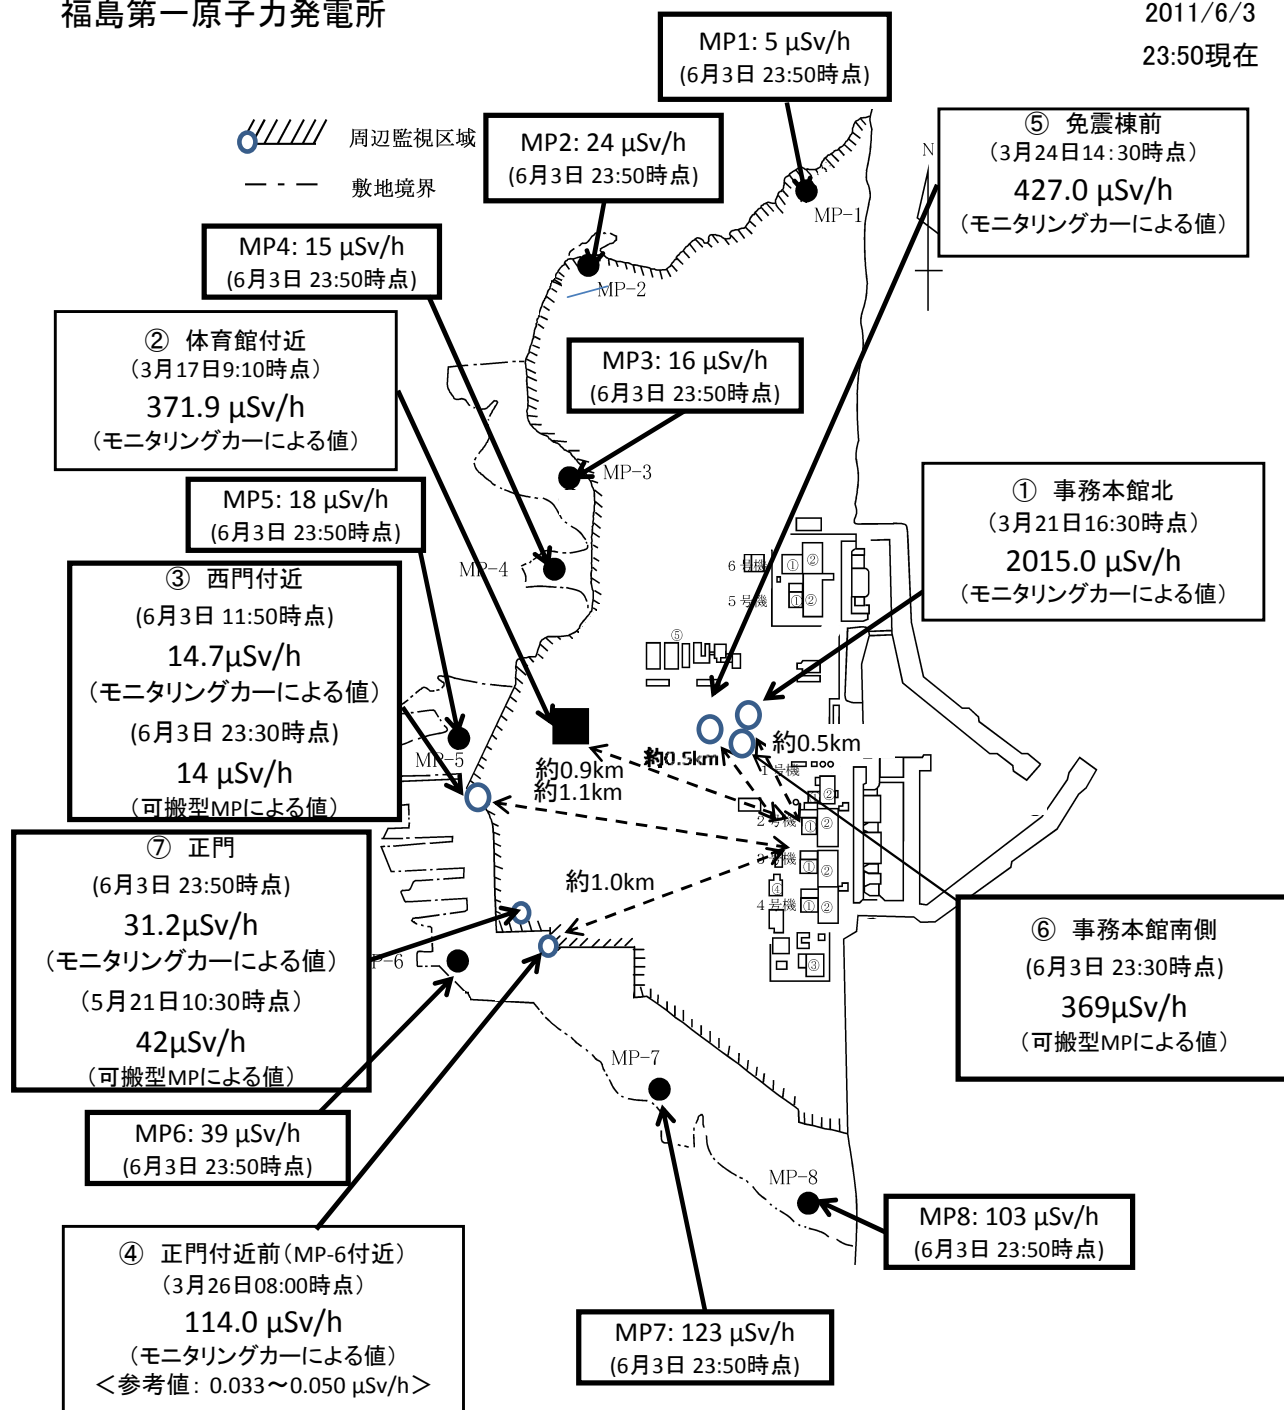 福島第一原子力発電所
2011/6/3
23:50現在
周辺監視区域
敷地境界
MP1: 5 μSv/h
(6月3日 23:50時点)
MP2: 24 μSv/h
(6月3日 23:50時点)
⑤ 免震棟前
(3月24日14:30時点)
427.0 μSv/h
(モニタリングカーによる値)
N
MP-1
MP4: 15 μSv/h
(6月3日 23:50時点)
MP-2
② 体育館付近
(3月17日9:10時点)
371.9 μSv/h
(モニタリングカーによる値)
MP3: 16 μSv/h
(6月3日 23:50時点)
MP-3
① 事務本館北
(3月21日16:30時点)
2015.0 μSv/h
(モニタリングカーによる値)
MP5: 18 μSv/h
(6月3日 23:50時点)
MP-4
6号機 ① ②
5号機 ① ②
③ 西門付近
(6月3日 11:50時点)
14.7μSv/h
(モニタリングカーによる値)
(6月3日 23:30時点)
14 μSv/h
(可搬型MPによる値)
⑤
MP-5
約0.9km
約1.1km
約0.5km
約0.5km
1号機 ① ②
2号機 ① ②
3号機 ① ②
④
4号機 ① ②
③
約1.0km
⑦ 正門
(6月3日 23:50時点)
31.2μSv/h
(モニタリングカーによる値)
(5月21日10:30時点)
42μSv/h
(可搬型MPによる値)
P-6
⑥ 事務本館南側
(6月3日 23:30時点)
369μSv/h
(可搬型MPによる値)
MP-7
MP6: 39 μSv/h
(6月3日 23:50時点)
MP-8
MP8: 103 μSv/h
(6月3日 23:50時点)
④ 正門付近前(MP-6付近)
(3月26日08:00時点)
114.0 μSv/h
(モニタリングカーによる値)
<参考値: 0.033～0.050 μSv/h>
MP7: 123 μSv/h
(6月3日 23:50時点)